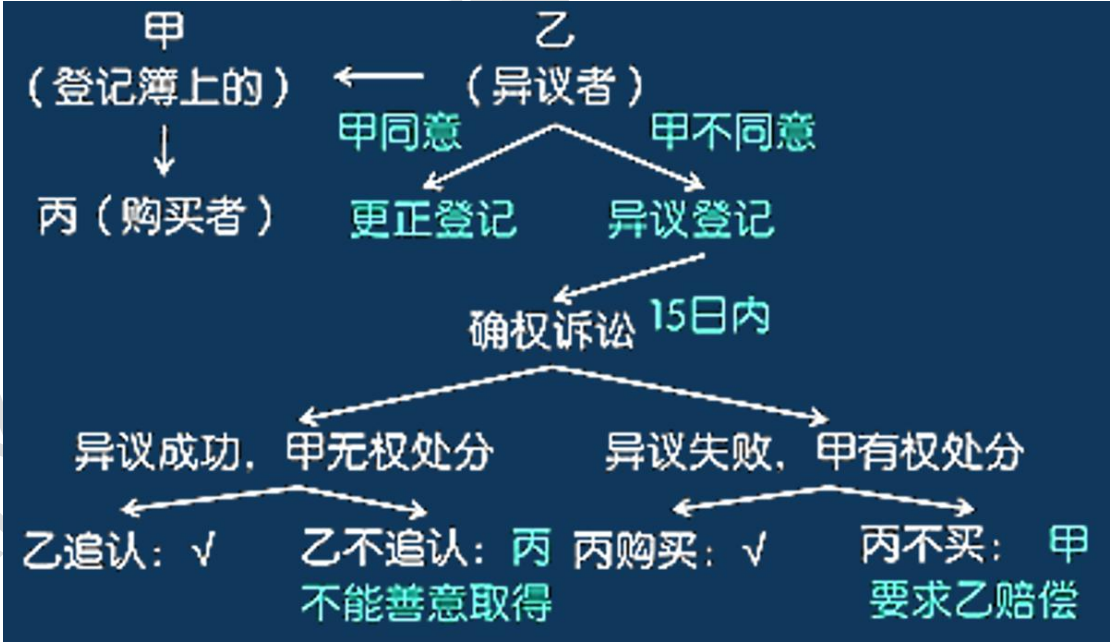 甲
乙
（登记簿上的）
（异议者）
甲同意
甲不同意
丙（购买者）
更正登记
异议登记
确权诉讼
15日内
异议成功，甲无权处分
异议失败，甲有权处分
乙追认：√
乙不追认：丙
不能善意取得
丙购买：√
丙不买：甲
要求乙赔偿